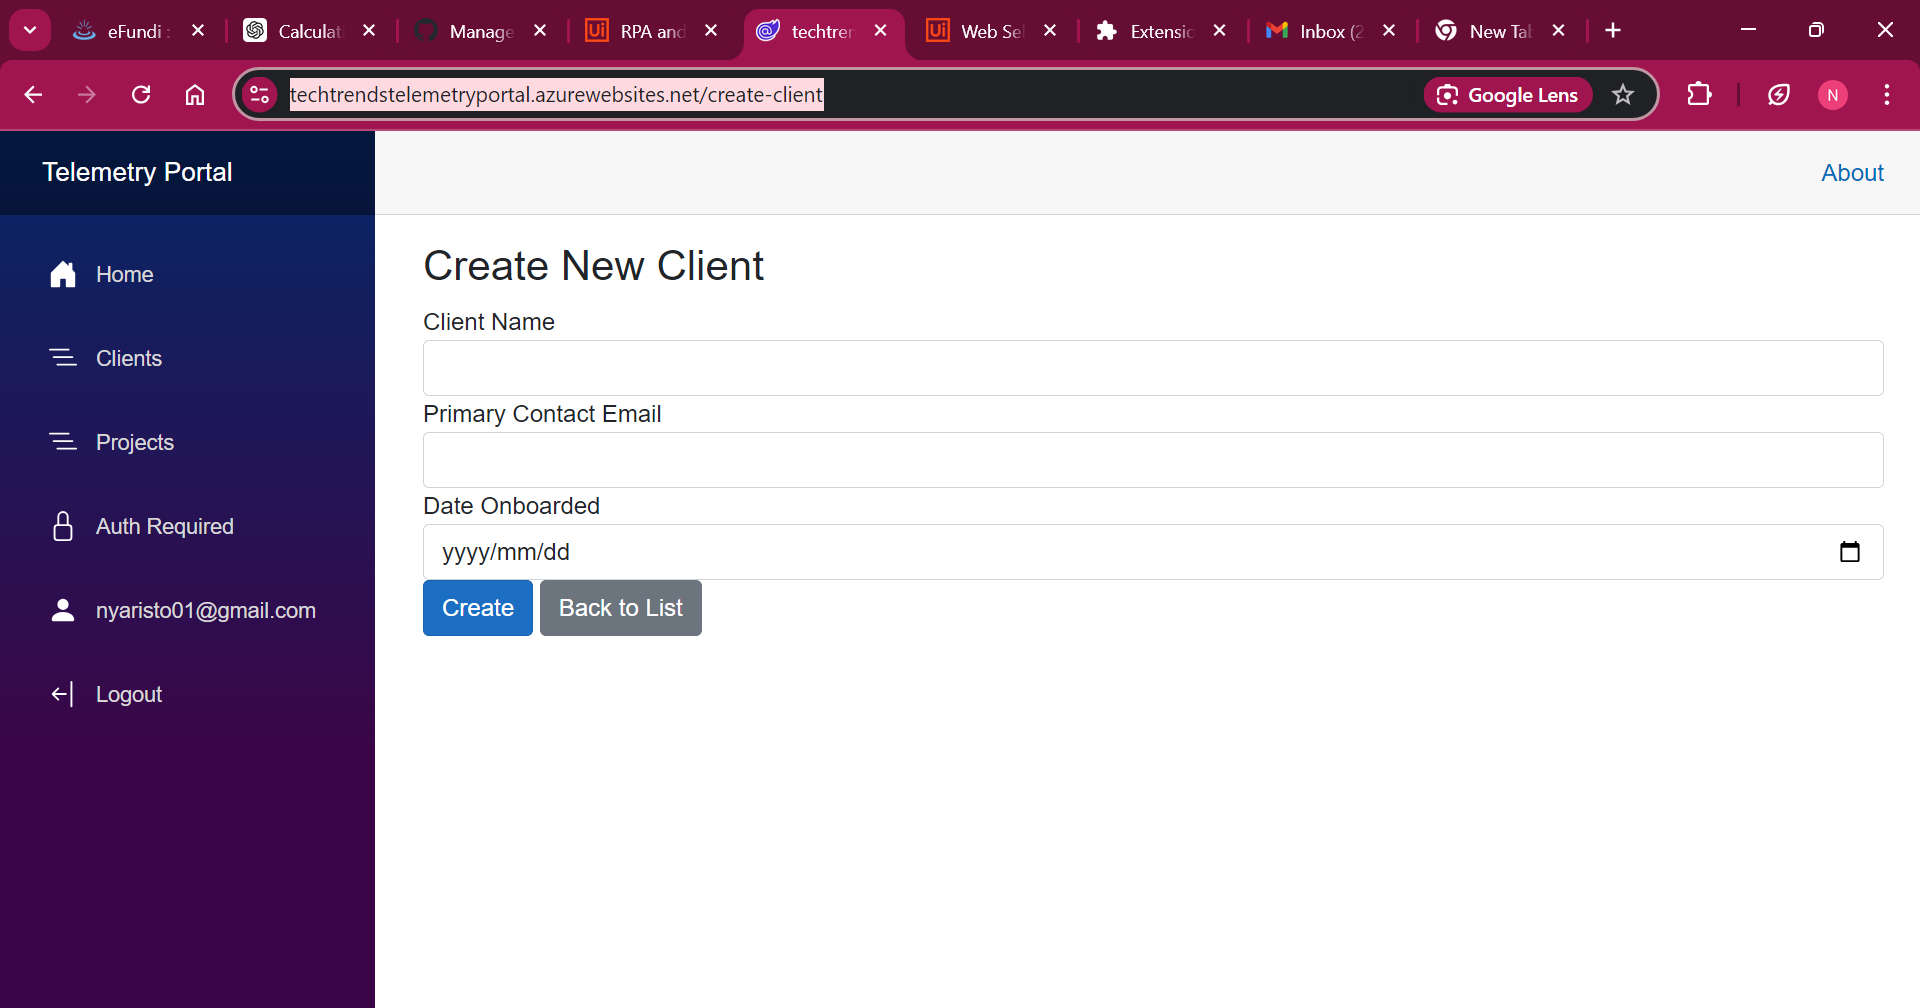 eFundi :
Calculat
Manage
RPA and
techtren
Web Sel
Extensio
Inbox (2
New Tab
techtrendstelemetryportal.azurewebsites.net/create-client
Google Lens
N
Telemetry Portal
About
Home
Clients
Projects
Auth Required
nyaristo01@gmail.com
Logout
Create New Client
Client Name
Primary Contact Email
Date Onboarded
yyyy/mm/dd
Create
Back to List